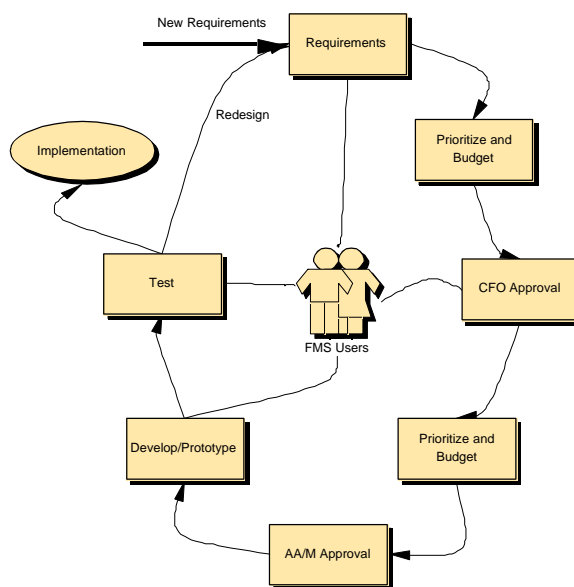 New Requirements
Requirements
Redesign
Implementation
Prioritize and
Budget
Test
CFO Approval
FMS Users
Develop/Prototype
Prioritize and
Budget
AA/M Approval